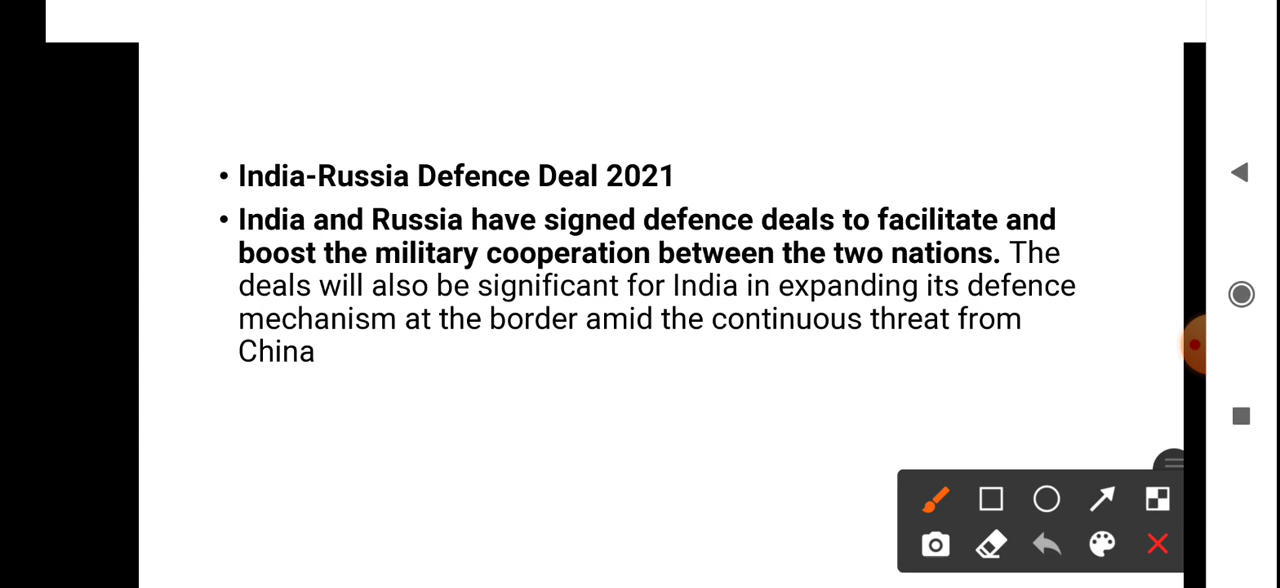 • India-Russia Defence Deal 2021
• India and Russia have signed defence deals to facilitate and
boost the military cooperation between the two nations. The
deals will also be significant for India in expanding its defence
mechanism at the border amid the continuous threat from
China